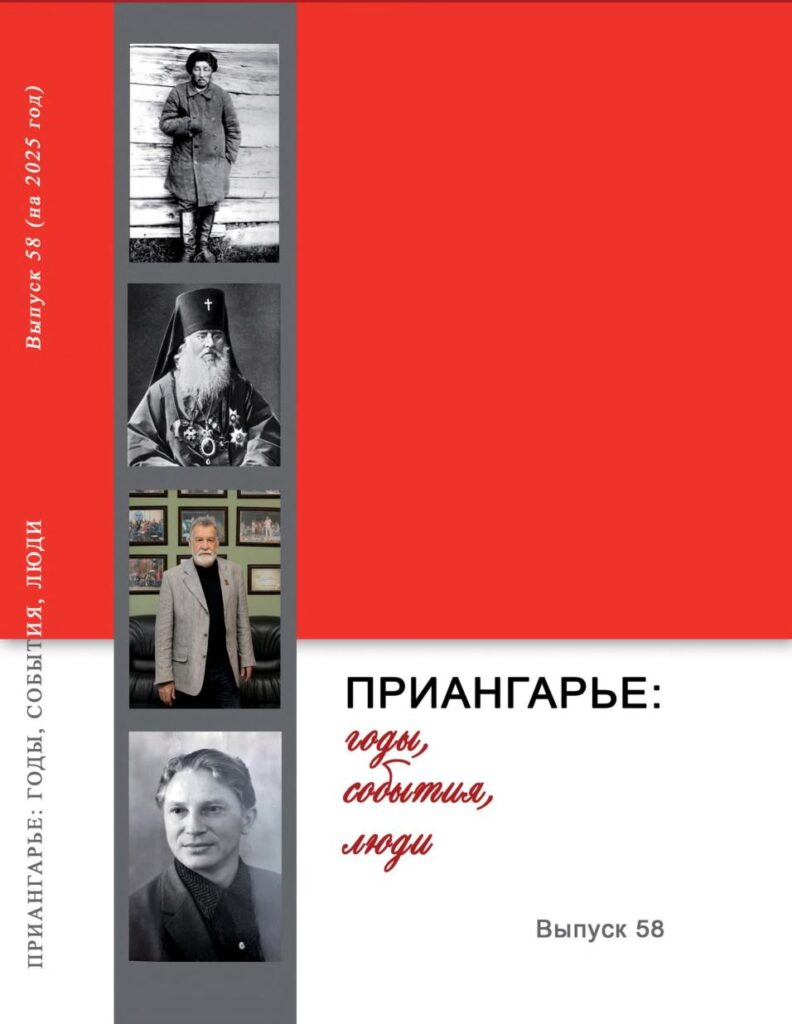 Выпуск 58 (на 2025 год)
ПРИАНГАРЬЕ: ГОДЫ, СОБЫТИЯ, ЛЮДИ
ПРИАНГАРЬЕ:
годы,
события,
люди
Выпуск 58